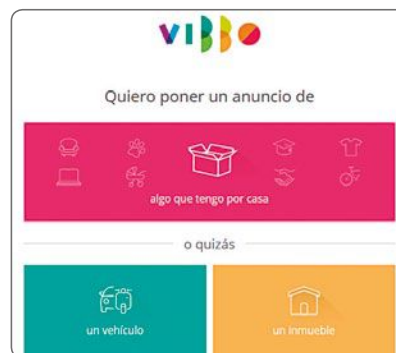 VIBBO
Quiero poner un anuncio de
algo que tengo por casa
o quizás
un vehículo
un inmueble